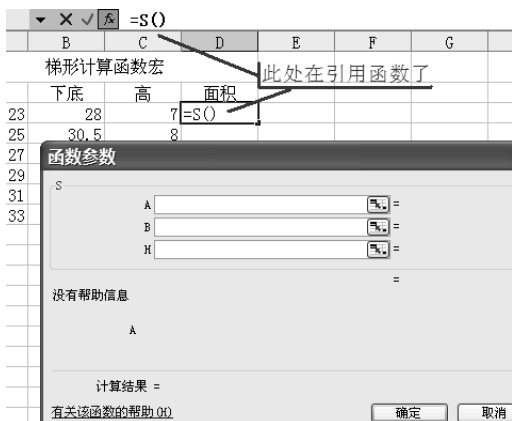 =S()
B C D E F G
梯形计算函数宏
此处在引用函数了
下底 高 面积
23 28 7 =S()
25 30.5 8
27
29
31
33
函数参数
S
A =
B =
H =
=
没有帮助信息
A
计算结果 =
有关该函数的帮助(H) 确定 取消